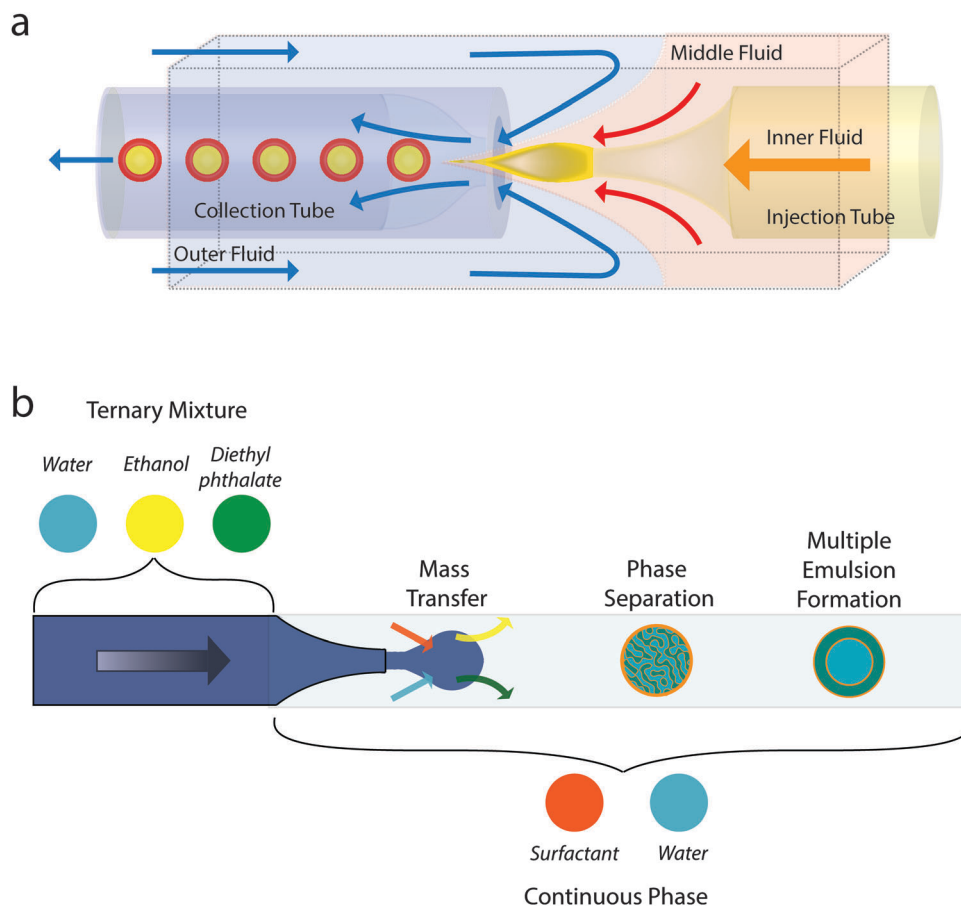 a
Middle Fluid
Inner Fluid
Collection Tube
Injection Tube
Outer Fluid
b
Ternary Mixture
Water
Ethanol
Diethyl
phthalate
Mass
Transfer
Phase
Separation
Multiple
Emulsion
Formation
Surfactant
Water
Continuous Phase